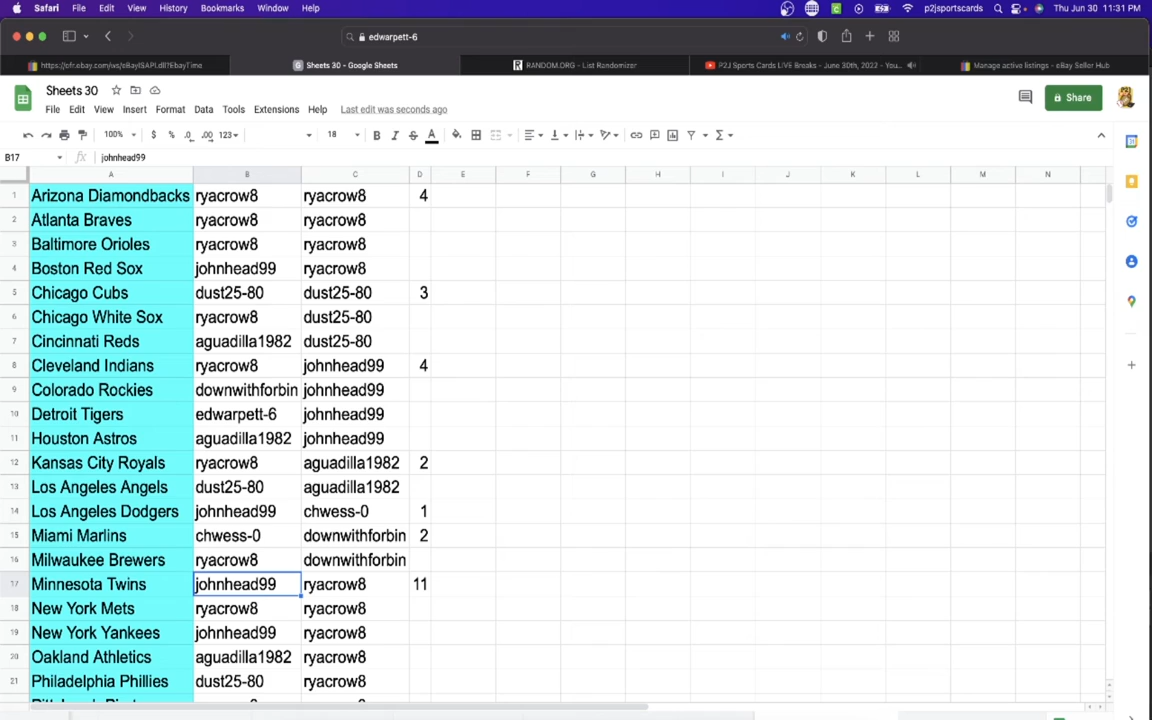 Safari File Edit View History Bookmarks Window Help p2jsportscards Thu Jun 30 11:31 PM
edwarpett-6
https://ofr.ebay.com/ws/eBayISAPI.dll?EbayTime Sheets 30 - Google Sheets RANDOM.ORG - List Randomizer P2J Sports Cards LIVE Breaks - June 30th, 2022 - You... Manage active listings - eBay Seller Hub
Sheets 30
File Edit View Insert Format Data Tools Extensions Help Last edit was seconds ago Share
100% $ % .0 .00 123 18 B I S A
B17 fx johnhead99
A B C D E F G H I J K L M N
1 Arizona Diamondbacks ryacrow8 ryacrow8 4
2 Atlanta Braves ryacrow8 ryacrow8
3 Baltimore Orioles ryacrow8 ryacrow8
4 Boston Red Sox johnhead99 ryacrow8
5 Chicago Cubs dust25-80 dust25-80 3
6 Chicago White Sox ryacrow8 dust25-80
7 Cincinnati Reds aguadilla1982 dust25-80
8 Cleveland Indians ryacrow8 johnhead99 4
9 Colorado Rockies downwithforbin johnhead99
10 Detroit Tigers edwarpett-6 johnhead99
11 Houston Astros aguadilla1982 johnhead99
12 Kansas City Royals ryacrow8 aguadilla1982 2
13 Los Angeles Angels dust25-80 aguadilla1982
14 Los Angeles Dodgers johnhead99 chwess-0 1
15 Miami Marlins chwess-0 downwithforbin 2
16 Milwaukee Brewers ryacrow8 downwithforbin
17 Minnesota Twins johnhead99 ryacrow8 11
18 New York Mets ryacrow8 ryacrow8
19 New York Yankees johnhead99 ryacrow8
20 Oakland Athletics aguadilla1982 ryacrow8
21 Philadelphia Phillies dust25-80 ryacrow8